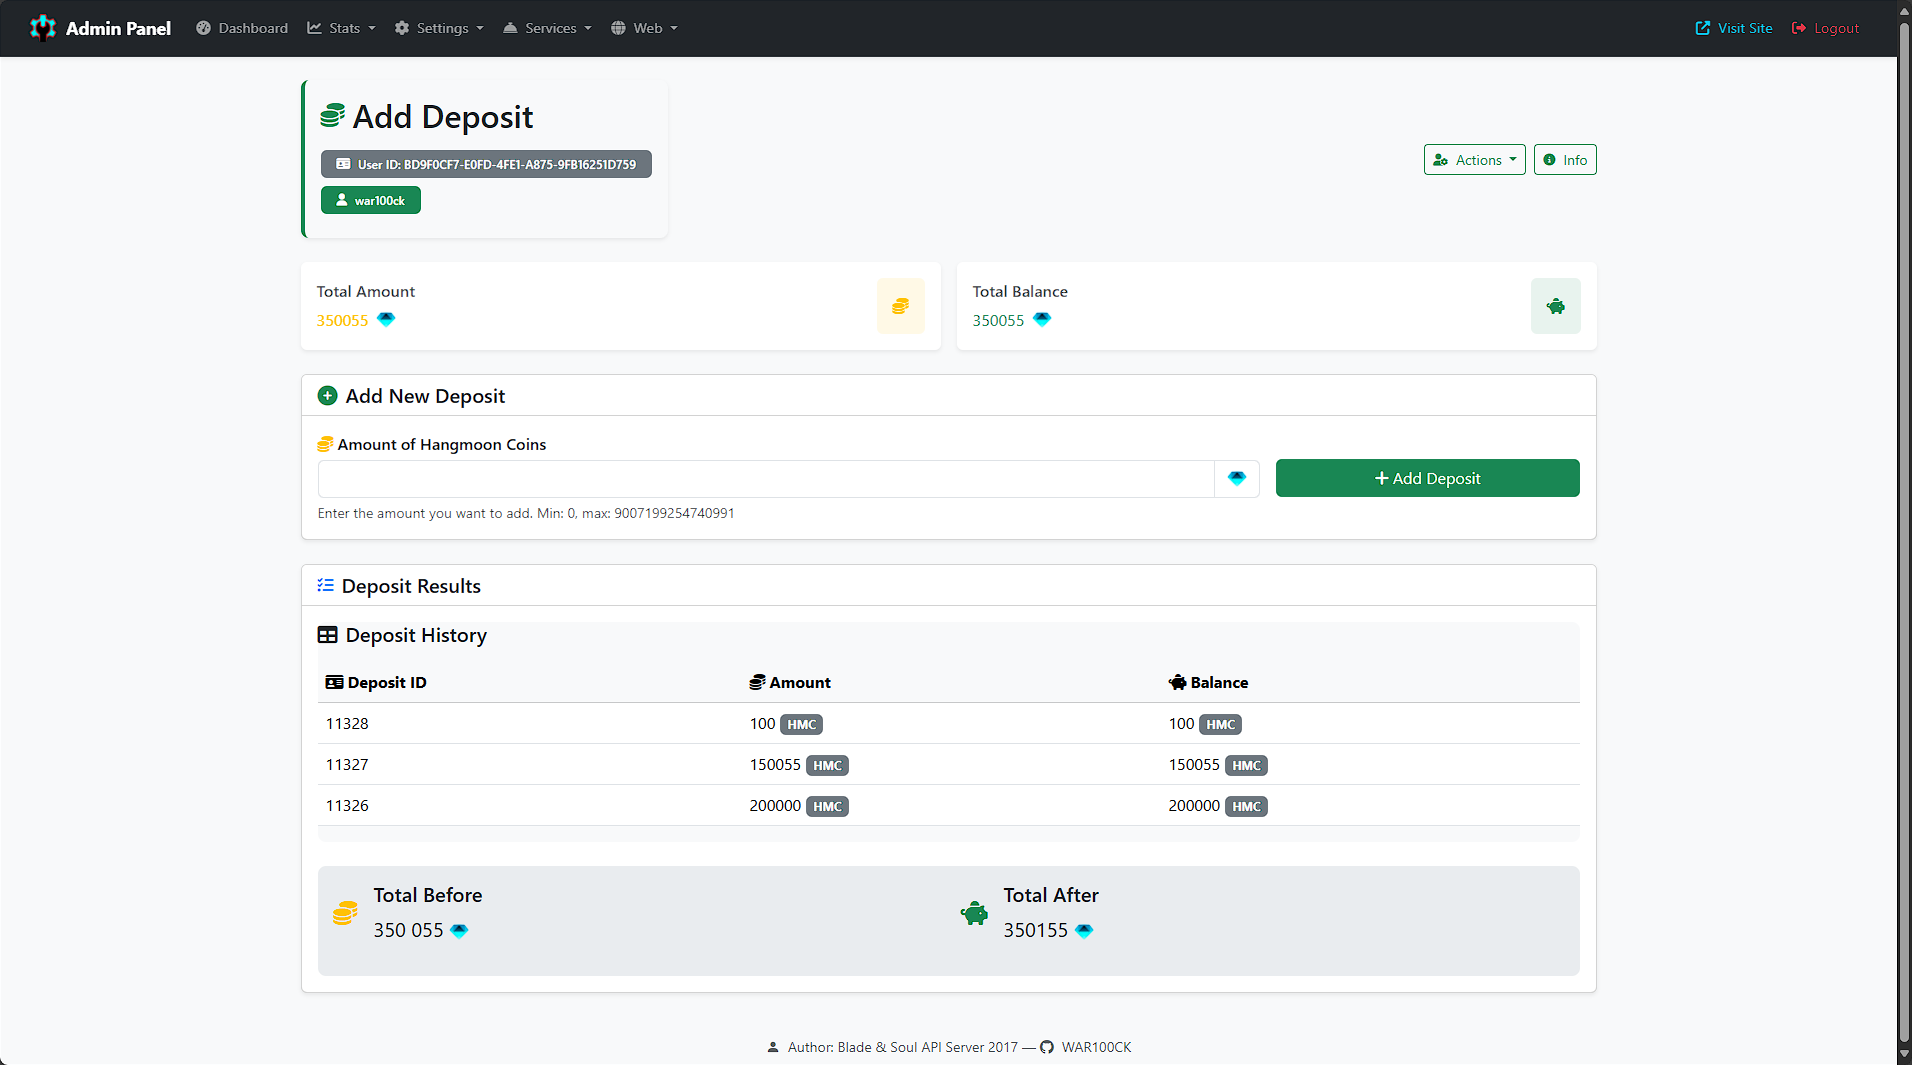 Admin Panel Dashboard Stats Settings Services Web Visit Site Logout
Add Deposit
User ID: BD9F0CF7-E0FD-4FE1-A875-9FB16251D759
war100ck
Actions Info
Total Amount
350055
Total Balance
350055
Add New Deposit
Amount of Hangmoon Coins
Add Deposit
Enter the amount you want to add. Min: 0, max: 9007199254740991
Deposit Results
Deposit History
Deposit ID Amount Balance
11328 100 HMC 100 HMC
11327 150055 HMC 150055 HMC
11326 200000 HMC 200000 HMC
Total Before
350 055
Total After
350155
Author: Blade & Soul API Server 2017 — WAR100CK